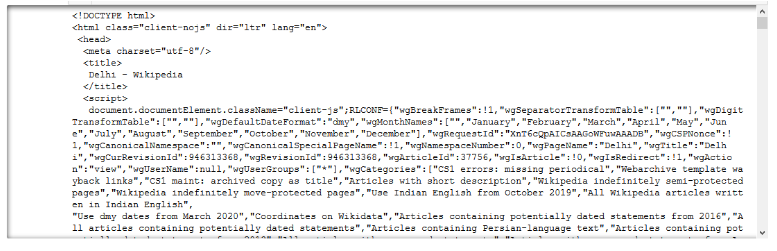 <!DOCTYPE html>
<html class="client-nojs" dir="ltr" lang="en">
<head>
<meta charset="utf-8"/>
<title>
Delhi - Wikipedia
</title>
<script>
document.documentElement.className="client-js";RLCONF={"wgBreakFrames":!1,"wgSeparatorTransformTable":["",""],"wgDigit
TransformTable":["",""],"wgDefaultDateFormat":"dmy","wgMonthNames":["","January","February","March","April","May","Jun
e","July","August","September","October","November","December"],"wgRequestId":"XnT6cQpAICsAAGoWFuwAAADB","wgCSPNonce":!
1,"wgCanonicalNamespace":"","wgCanonicalSpecialPageName":!1,"wgNamespaceNumber":0,"wgPageName":"Delhi","wgTitle":"Delh
i","wgCurRevisionId":946313368,"wgRevisionId":946313368,"wgArticleId":37756,"wgIsArticle":!0,"wgIsRedirect":!1,"wgActio
n":"view","wgUserName":null,"wgUserGroups":["*"],"wgCategories":["CS1 errors: missing periodical","Webarchive template wa
yback links","CS1 maint: archived copy as title","Articles with short description","Wikipedia indefinitely semi-protected
pages","Wikipedia indefinitely move-protected pages","Use Indian English from October 2019","All Wikipedia articles writt
en in Indian English",
"Use dmy dates from March 2020","Coordinates on Wikidata","Articles containing potentially dated statements from 2016","A
ll articles containing potentially dated statements","Articles containing Persian-language text","Articles containing pot